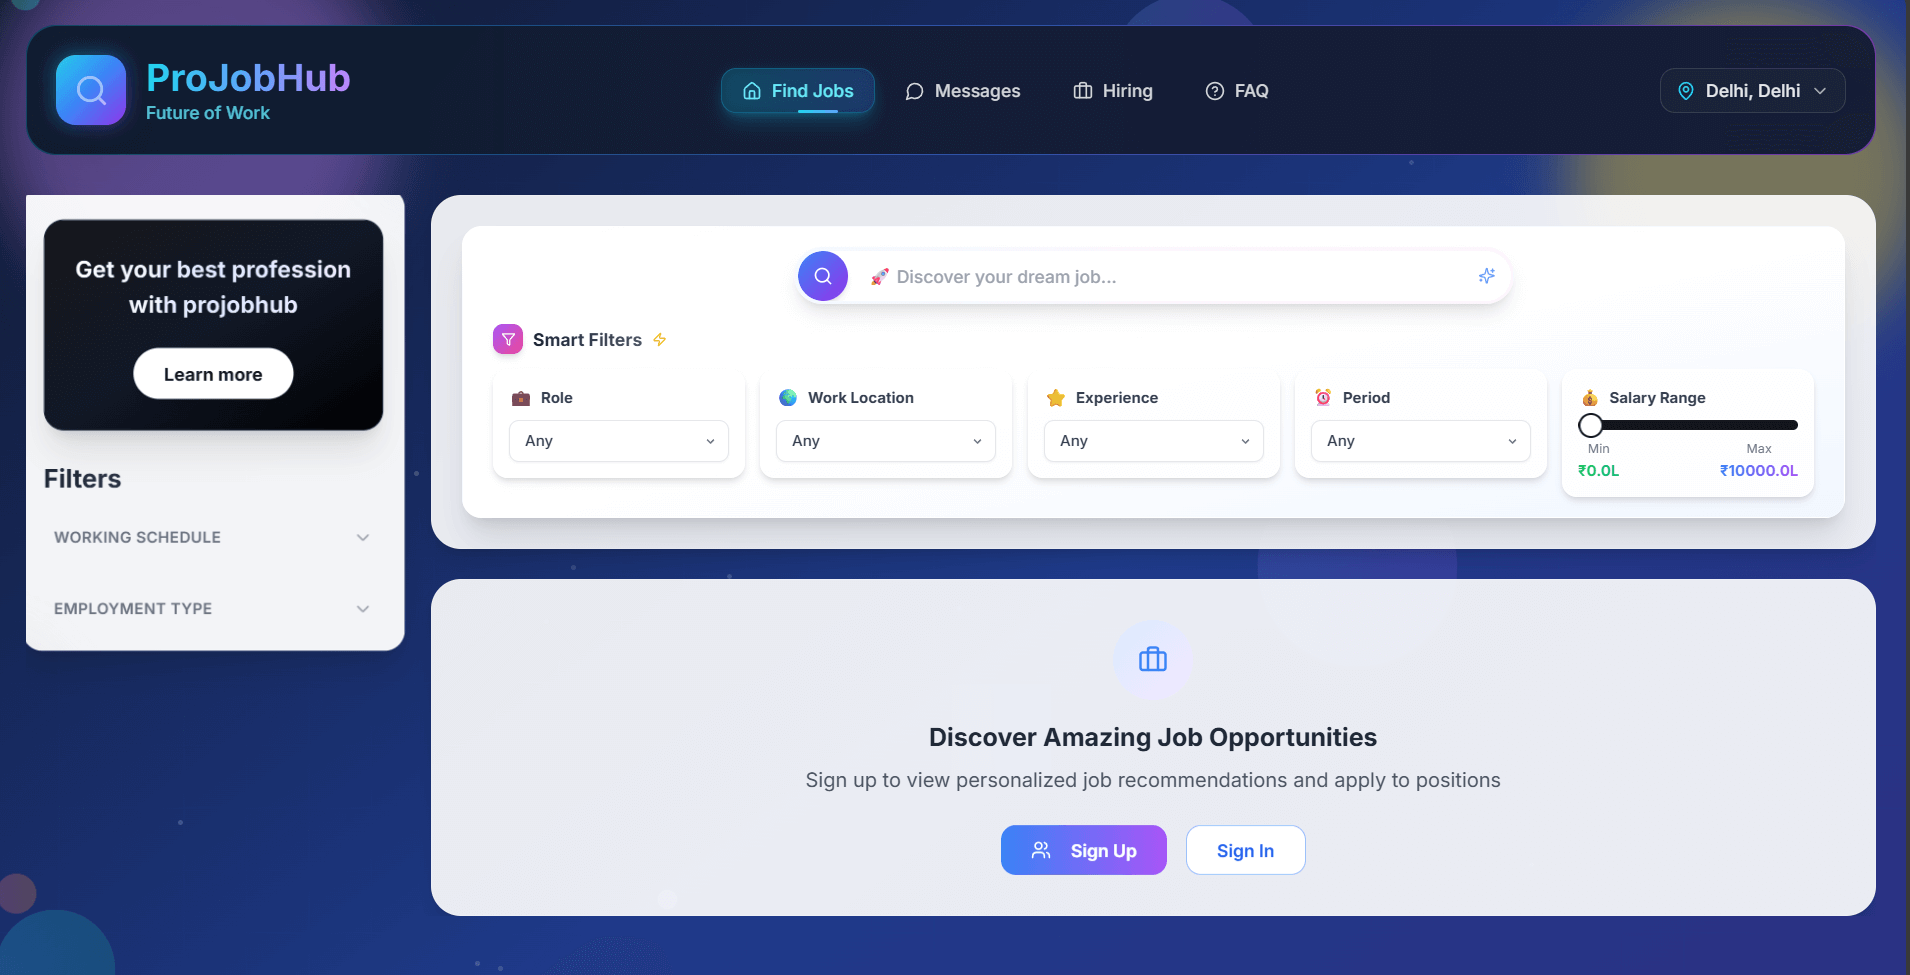 ProJobHub
Future of Work
Find Jobs
Messages
Hiring
FAQ
Delhi, Delhi
Get your best profession
with projobhub
Learn more
Filters
WORKING SCHEDULE
EMPLOYMENT TYPE
🚀 Discover your dream job...
Smart Filters
💼 Role
Any
🌍 Work Location
Any
⭐ Experience
Any
⏰ Period
Any
💰 Salary Range
Min Max
₹0.0L ₹10000.0L
Discover Amazing Job Opportunities
Sign up to view personalized job recommendations and apply to positions
Sign Up
Sign In